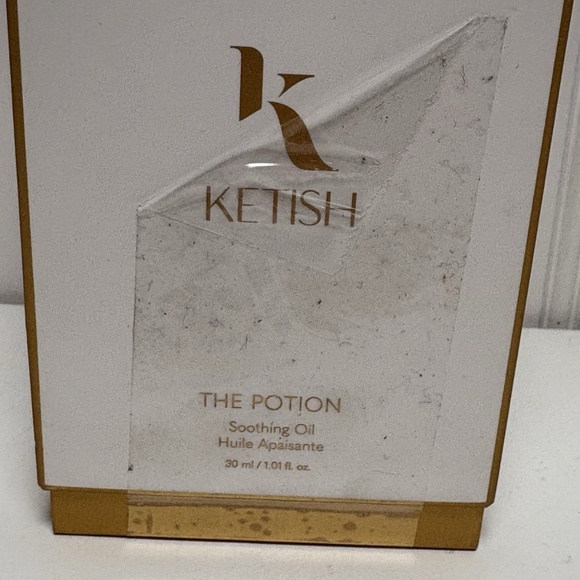 K
KETISH
THE POTION
Soothing Oil
Huile Apaisante
30 ml / 1.01 fl. oz.